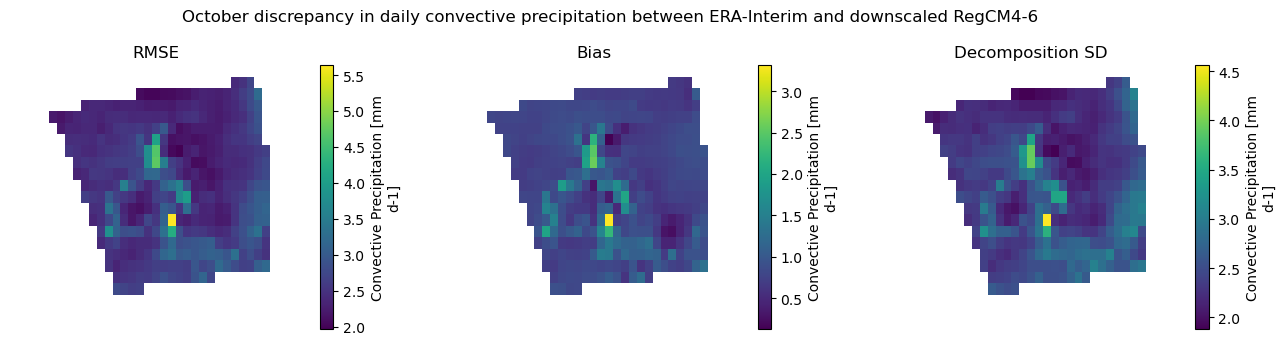 October discrepancy in daily convective precipitation between ERA-Interim and downscaled RegCM4-6
RMSE
5.5
5.0
4.5
4.0
3.5
3.0
2.5
2.0
Convective Precipitation [mm
d-1]
Bias
3.0
2.5
2.0
1.5
1.0
0.5
Convective Precipitation [mm
d-1]
Decomposition SD
4.5
4.0
3.5
3.0
2.5
2.0
Convective Precipitation [mm
d-1]